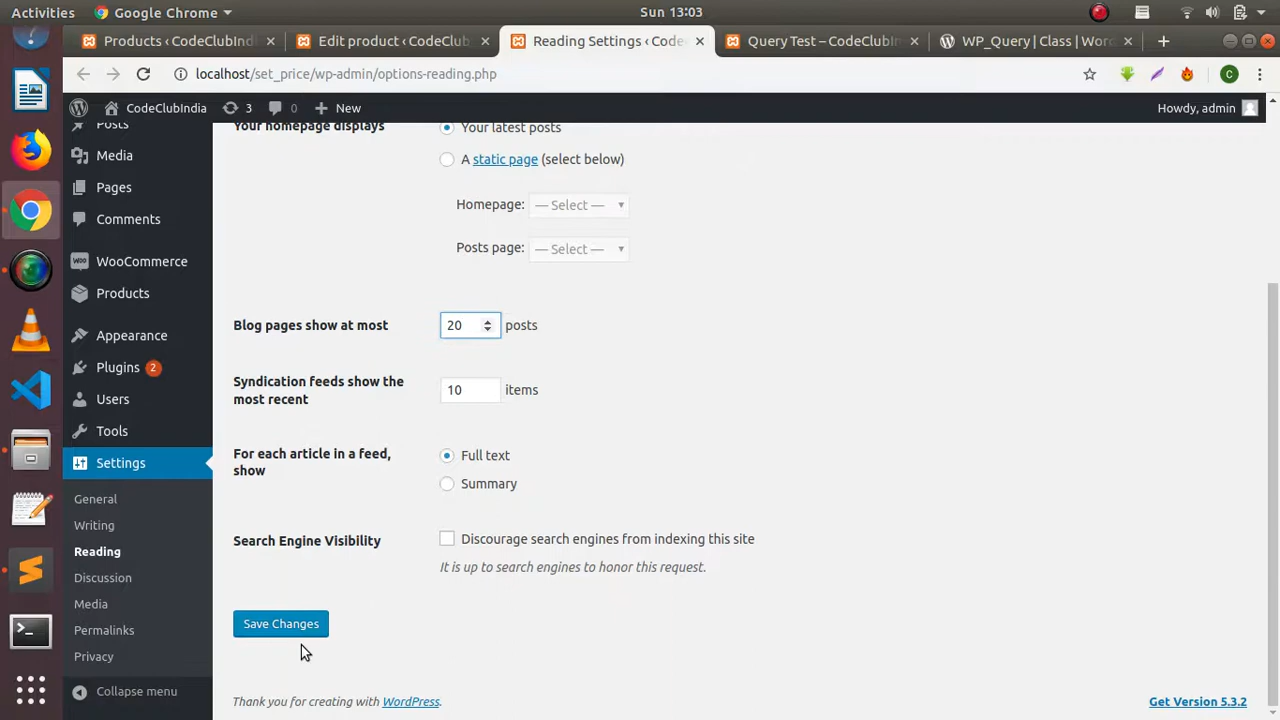 Activities Google Chrome Sun 13:03
Products ‹ CodeClubIndi Edit product ‹ CodeClub Reading Settings ‹ Code Query Test – CodeClubIn WP_Query | Class | Word
localhost/set_price/wp-admin/options-reading.php C
CodeClubIndia 3 0 New Howdy, admin
Posts
Media
Pages
Comments
WooCommerce
Products
Appearance
Plugins 2
Users
Tools
Settings
General
Writing
Reading
Discussion
Media
Permalinks
Privacy
Collapse menu
Your homepage displays Your latest posts
A static page (select below)
Homepage: — Select —
Posts page: — Select —
Blog pages show at most 20 posts
Syndication feeds show the
most recent 10 items
For each article in a feed,
show Full text
Summary
Search Engine Visibility Discourage search engines from indexing this site
It is up to search engines to honor this request.
Save Changes
Thank you for creating with WordPress. Get Version 5.3.2